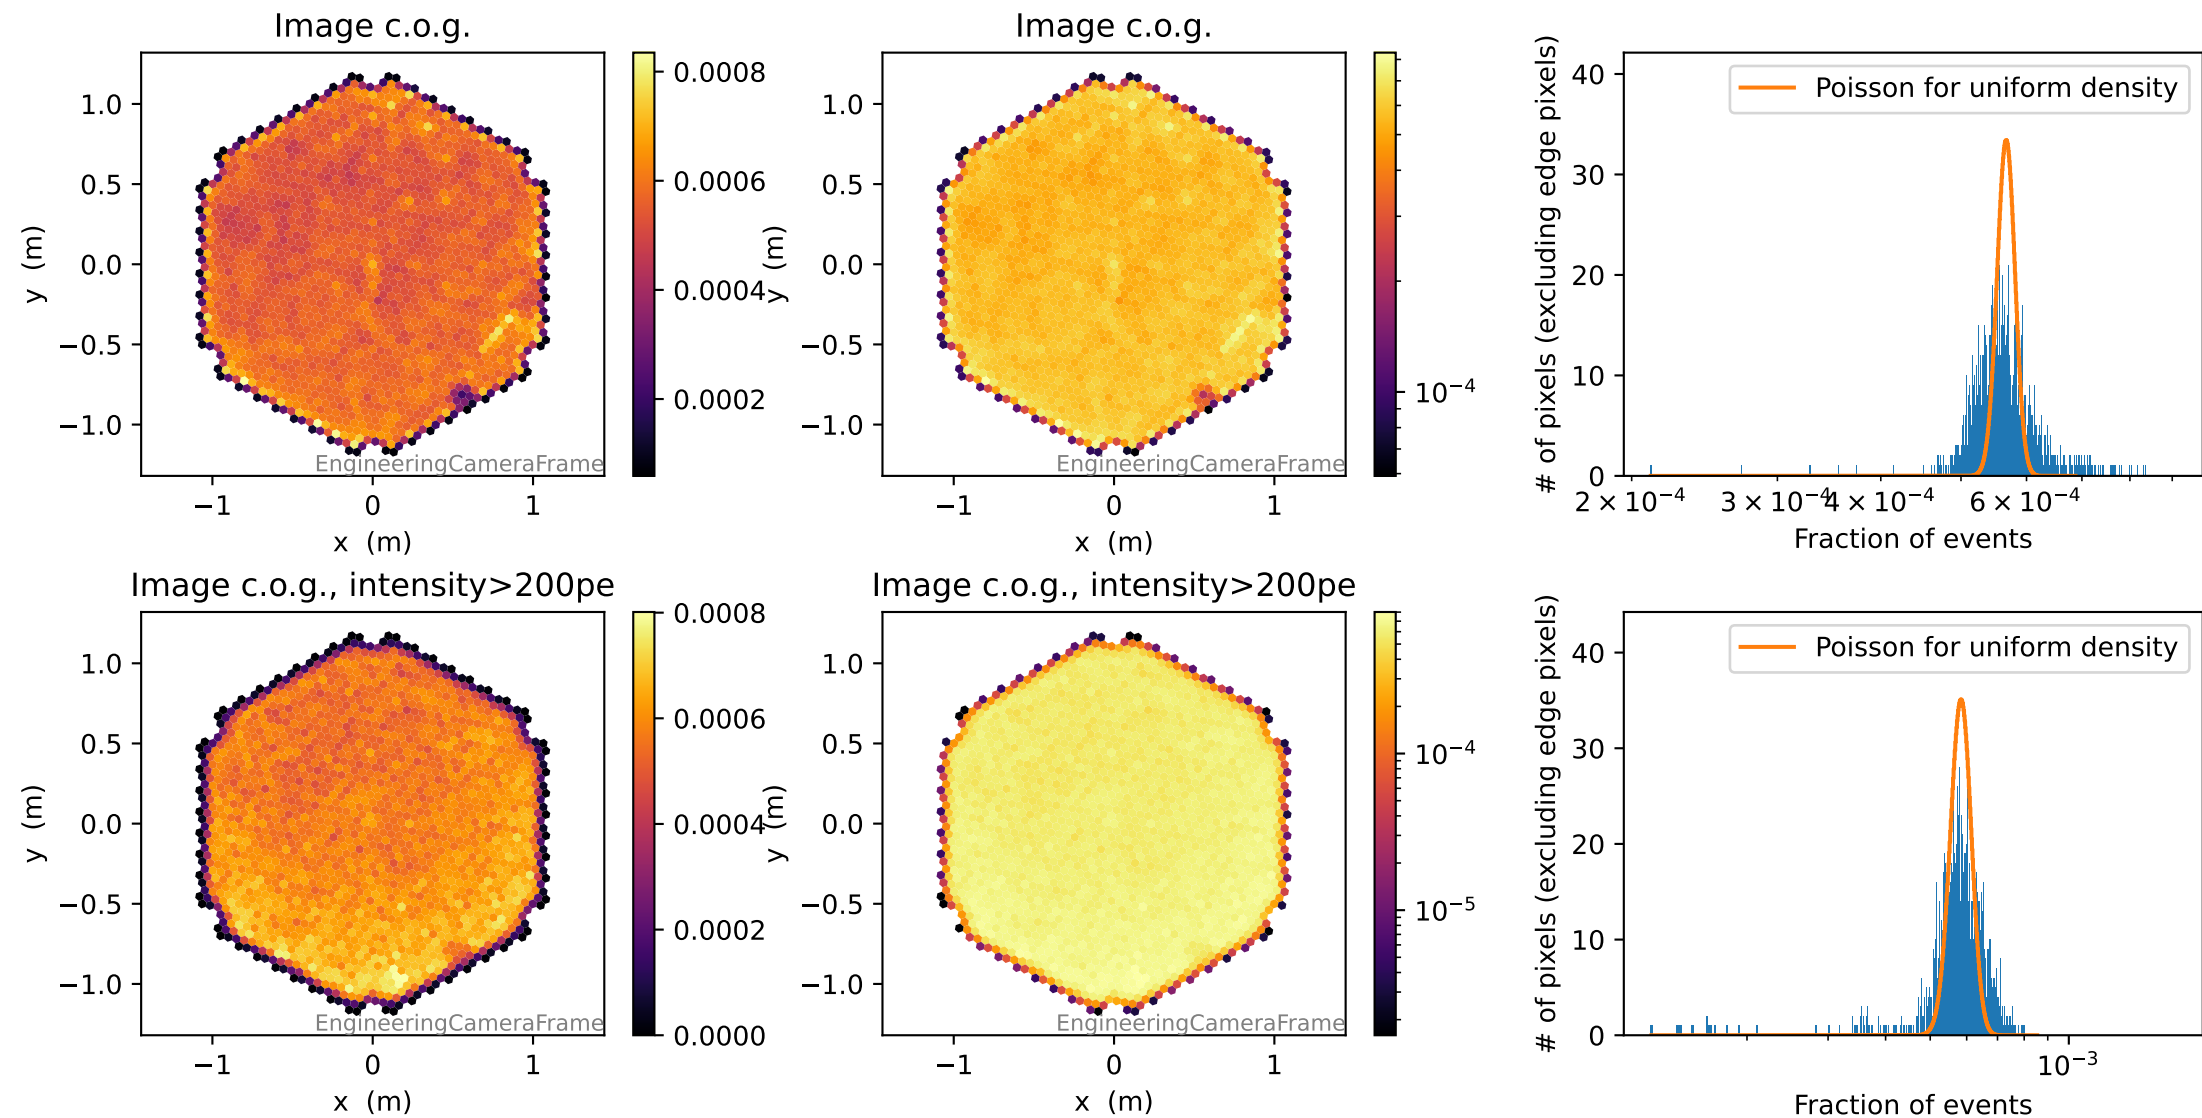 Image c.o.g.
1.0
0.5
0.0
−0.5
−1.0
y (m)
−1
0
1
x (m)
EngineeringCameraFrame
0.0008
0.0006
0.0004
0.0002
Image c.o.g.
1.0
0.5
0.0
−0.5
−1.0
y (m)
−1
0
1
x (m)
EngineeringCameraFrame
10⁻⁴
# of pixels (excluding edge pixels)
40
30
20
10
0
Poisson for uniform density
2 × 10⁻⁴
3 × 10⁻⁴
4 × 10⁻⁴
6 × 10⁻⁴
Fraction of events
Image c.o.g., intensity>200pe
1.0
0.5
0.0
−0.5
−1.0
y (m)
−1
0
1
x (m)
EngineeringCameraFrame
0.0008
0.0006
0.0004
0.0002
0.0000
Image c.o.g., intensity>200pe
1.0
0.5
0.0
−0.5
−1.0
y (m)
−1
0
1
x (m)
EngineeringCameraFrame
10⁻⁴
10⁻⁵
# of pixels (excluding edge pixels)
40
30
20
10
0
Poisson for uniform density
10⁻³
Fraction of events